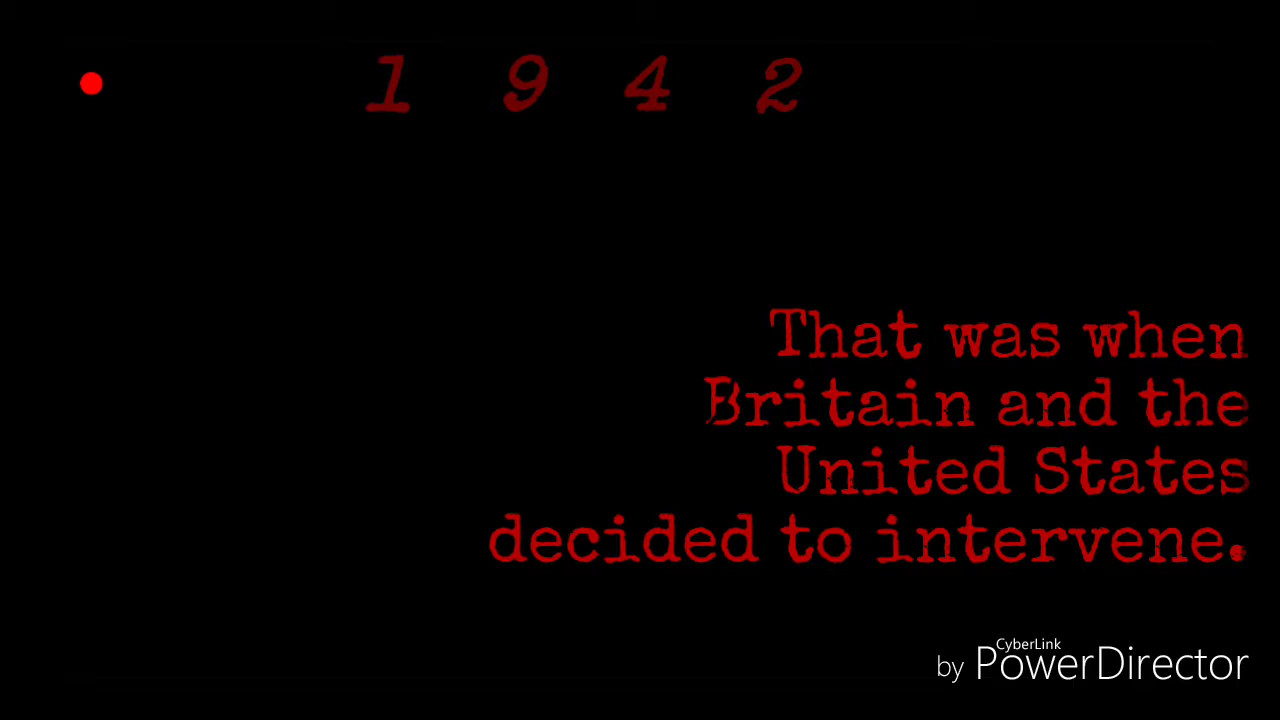 1 9 4 2
That was when
Britain and the
United States
decided to intervene.
CyberLink
by PowerDirector